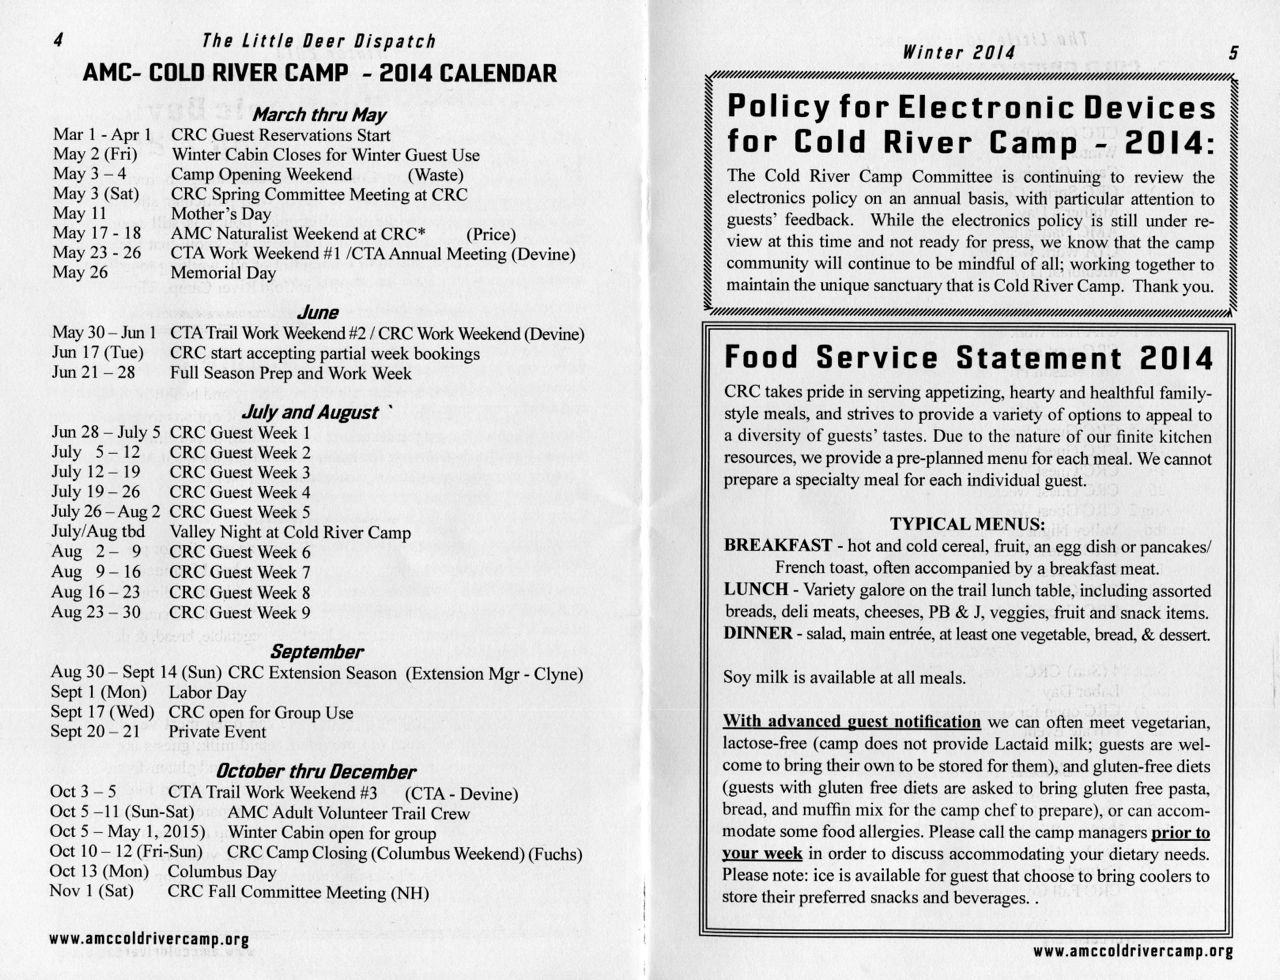 4
The Little Deer Dispatch
AMC- COLD RIVER CAMP - 2014 CALENDAR
March thru May
Mar 1 - Apr 1 CRC Guest Reservations Start
May 2 (Fri) Winter Cabin Closes for Winter Guest Use
May 3 – 4 Camp Opening Weekend (Waste)
May 3 (Sat) CRC Spring Committee Meeting at CRC
May 11 Mother's Day
May 17 - 18 AMC Naturalist Weekend at CRC* (Price)
May 23 - 26 CTA Work Weekend #1 /CTA Annual Meeting (Devine)
May 26 Memorial Day
June
May 30 – Jun 1 CTA Trail Work Weekend #2 / CRC Work Weekend (Devine)
Jun 17 (Tue) CRC start accepting partial week bookings
Jun 21 – 28 Full Season Prep and Work Week
July and August `
Jun 28 – July 5 CRC Guest Week 1
July 5 – 12 CRC Guest Week 2
July 12 – 19 CRC Guest Week 3
July 19 – 26 CRC Guest Week 4
July 26 – Aug 2 CRC Guest Week 5
July/Aug tbd Valley Night at Cold River Camp
Aug 2 – 9 CRC Guest Week 6
Aug 9 – 16 CRC Guest Week 7
Aug 16 – 23 CRC Guest Week 8
Aug 23 – 30 CRC Guest Week 9
September
Aug 30 – Sept 14 (Sun) CRC Extension Season (Extension Mgr - Clyne)
Sept 1 (Mon) Labor Day
Sept 17 (Wed) CRC open for Group Use
Sept 20 – 21 Private Event
October thru December
Oct 3 – 5 CTA Trail Work Weekend #3 (CTA - Devine)
Oct 5 –11 (Sun-Sat) AMC Adult Volunteer Trail Crew
Oct 5 – May 1, 2015) Winter Cabin open for group
Oct 10 – 12 (Fri-Sun) CRC Camp Closing (Columbus Weekend) (Fuchs)
Oct 13 (Mon) Columbus Day
Nov 1 (Sat) CRC Fall Committee Meeting (NH)
www.amccoldrivercamp.org
Winter 2014
5
Policy for Electronic Devices
for Cold River Camp - 2014:
The Cold River Camp Committee is continuing to review the
electronics policy on an annual basis, with particular attention to
guests' feedback. While the electronics policy is still under re-
view at this time and not ready for press, we know that the camp
community will continue to be mindful of all; working together to
maintain the unique sanctuary that is Cold River Camp. Thank you.
Food Service Statement 2014
CRC takes pride in serving appetizing, hearty and healthful family-
style meals, and strives to provide a variety of options to appeal to
a diversity of guests' tastes. Due to the nature of our finite kitchen
resources, we provide a pre-planned menu for each meal. We cannot
prepare a specialty meal for each individual guest.
TYPICAL MENUS:
BREAKFAST - hot and cold cereal, fruit, an egg dish or pancakes/
French toast, often accompanied by a breakfast meat.
LUNCH - Variety galore on the trail lunch table, including assorted
breads, deli meats, cheeses, PB & J, veggies, fruit and snack items.
DINNER - salad, main entrée, at least one vegetable, bread, & dessert.
Soy milk is available at all meals.
With advanced guest notification we can often meet vegetarian,
lactose-free (camp does not provide Lactaid milk; guests are wel-
come to bring their own to be stored for them), and gluten-free diets
(guests with gluten free diets are asked to bring gluten free pasta,
bread, and muffin mix for the camp chef to prepare), or can accom-
modate some food allergies. Please call the camp managers prior to
your week in order to discuss accommodating your dietary needs.
Please note: ice is available for guest that choose to bring coolers to
store their preferred snacks and beverages. .
www.amccoldrivercamp.org